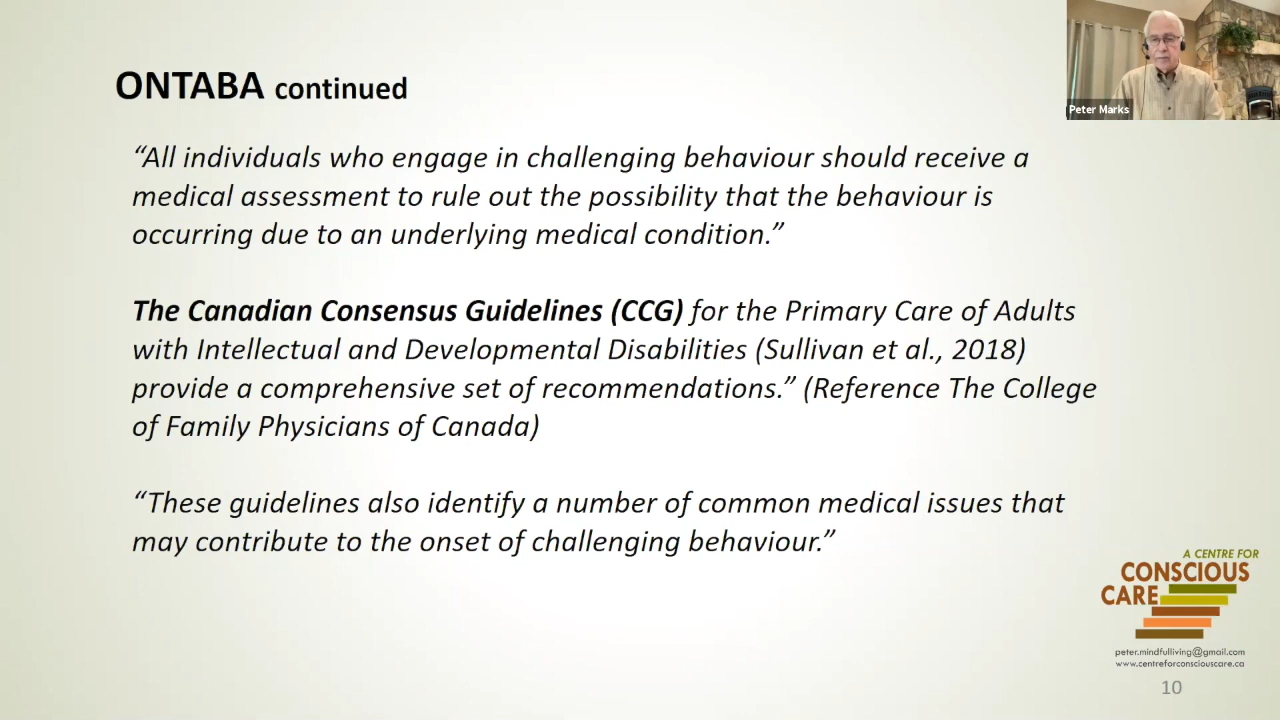 ONTABA continued
Peter Marks
“All individuals who engage in challenging behaviour should receive a
medical assessment to rule out the possibility that the behaviour is
occurring due to an underlying medical condition.”
The Canadian Consensus Guidelines (CCG) for the Primary Care of Adults
with Intellectual and Developmental Disabilities (Sullivan et al., 2018)
provide a comprehensive set of recommendations.” (Reference The College
of Family Physicians of Canada)
“These guidelines also identify a number of common medical issues that
may contribute to the onset of challenging behaviour.”
A CENTRE FOR
CONSCIOUS
CARE
peter.mindfulliving@gmail.com
www.centreforconsciouscare.ca
10